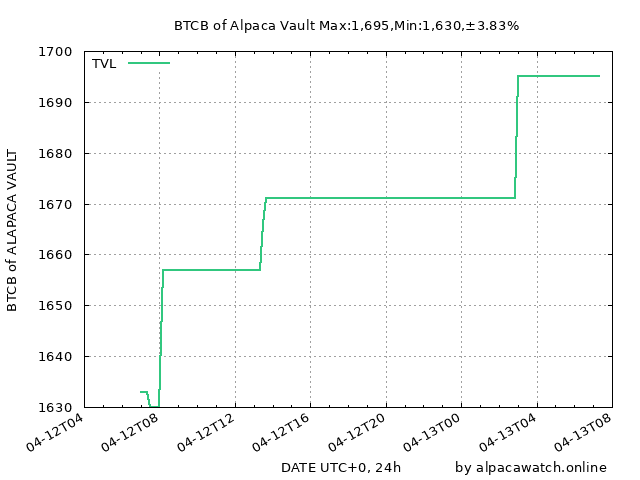 BTCB of Alpaca Vault Max:1,695,Min:1,630,±3.83%
TVL
1700
1690
1680
1670
1660
1650
1640
1630
BTCB of ALAPACA VAULT
04-12T04
04-12T08
04-12T12
04-12T16
04-12T20
04-13T00
04-13T04
04-13T08
DATE UTC+0, 24h
by alpacawatch.online